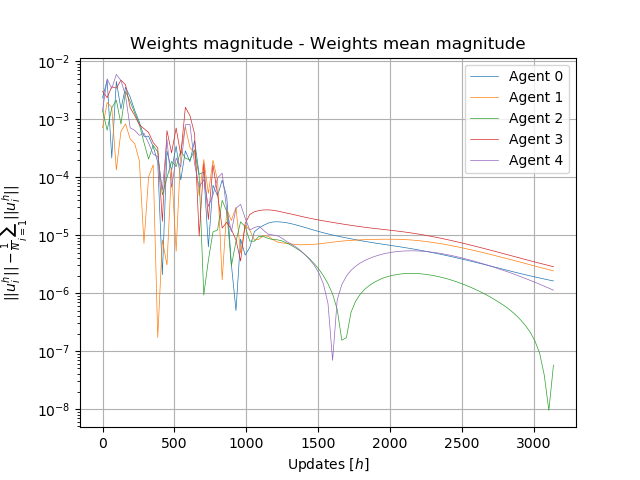 Weights magnitude - Weights mean magnitude
10⁻²
10⁻³
10⁻⁴
10⁻⁵
10⁻⁶
10⁻⁷
10⁻⁸
||u_i^h|| − 1/N ∑_{i=1} ||u_i^h||
Agent 0
Agent 1
Agent 2
Agent 3
Agent 4
0 500 1000 1500 2000 2500 3000
Updates [h]